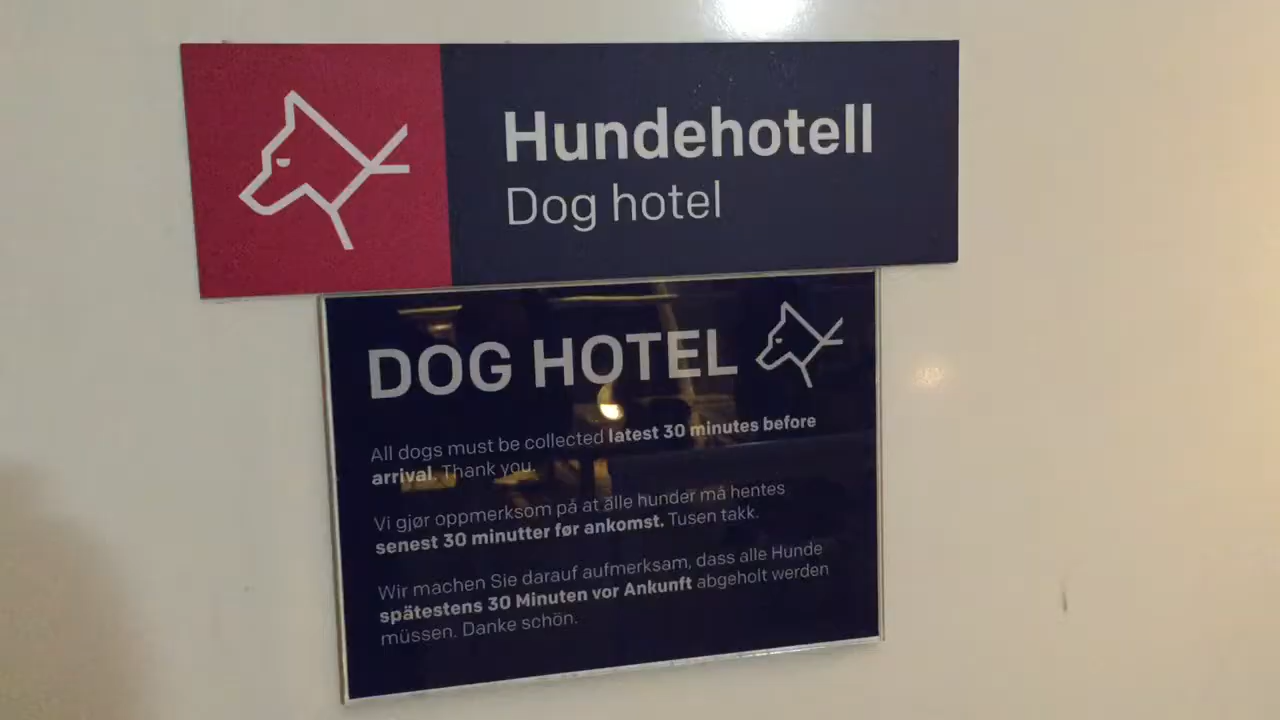 Hundehotell
Dog hotel
DOG HOTEL
All dogs must be collected latest 30 minutes before
arrival. Thank you.
Vi gjør oppmerksom på at alle hunder må hentes
senest 30 minutter før ankomst. Tusen takk.
Wir machen Sie darauf aufmerksam, dass alle Hunde
spätestens 30 Minuten vor Ankunft abgeholt werden
müssen. Danke schön.